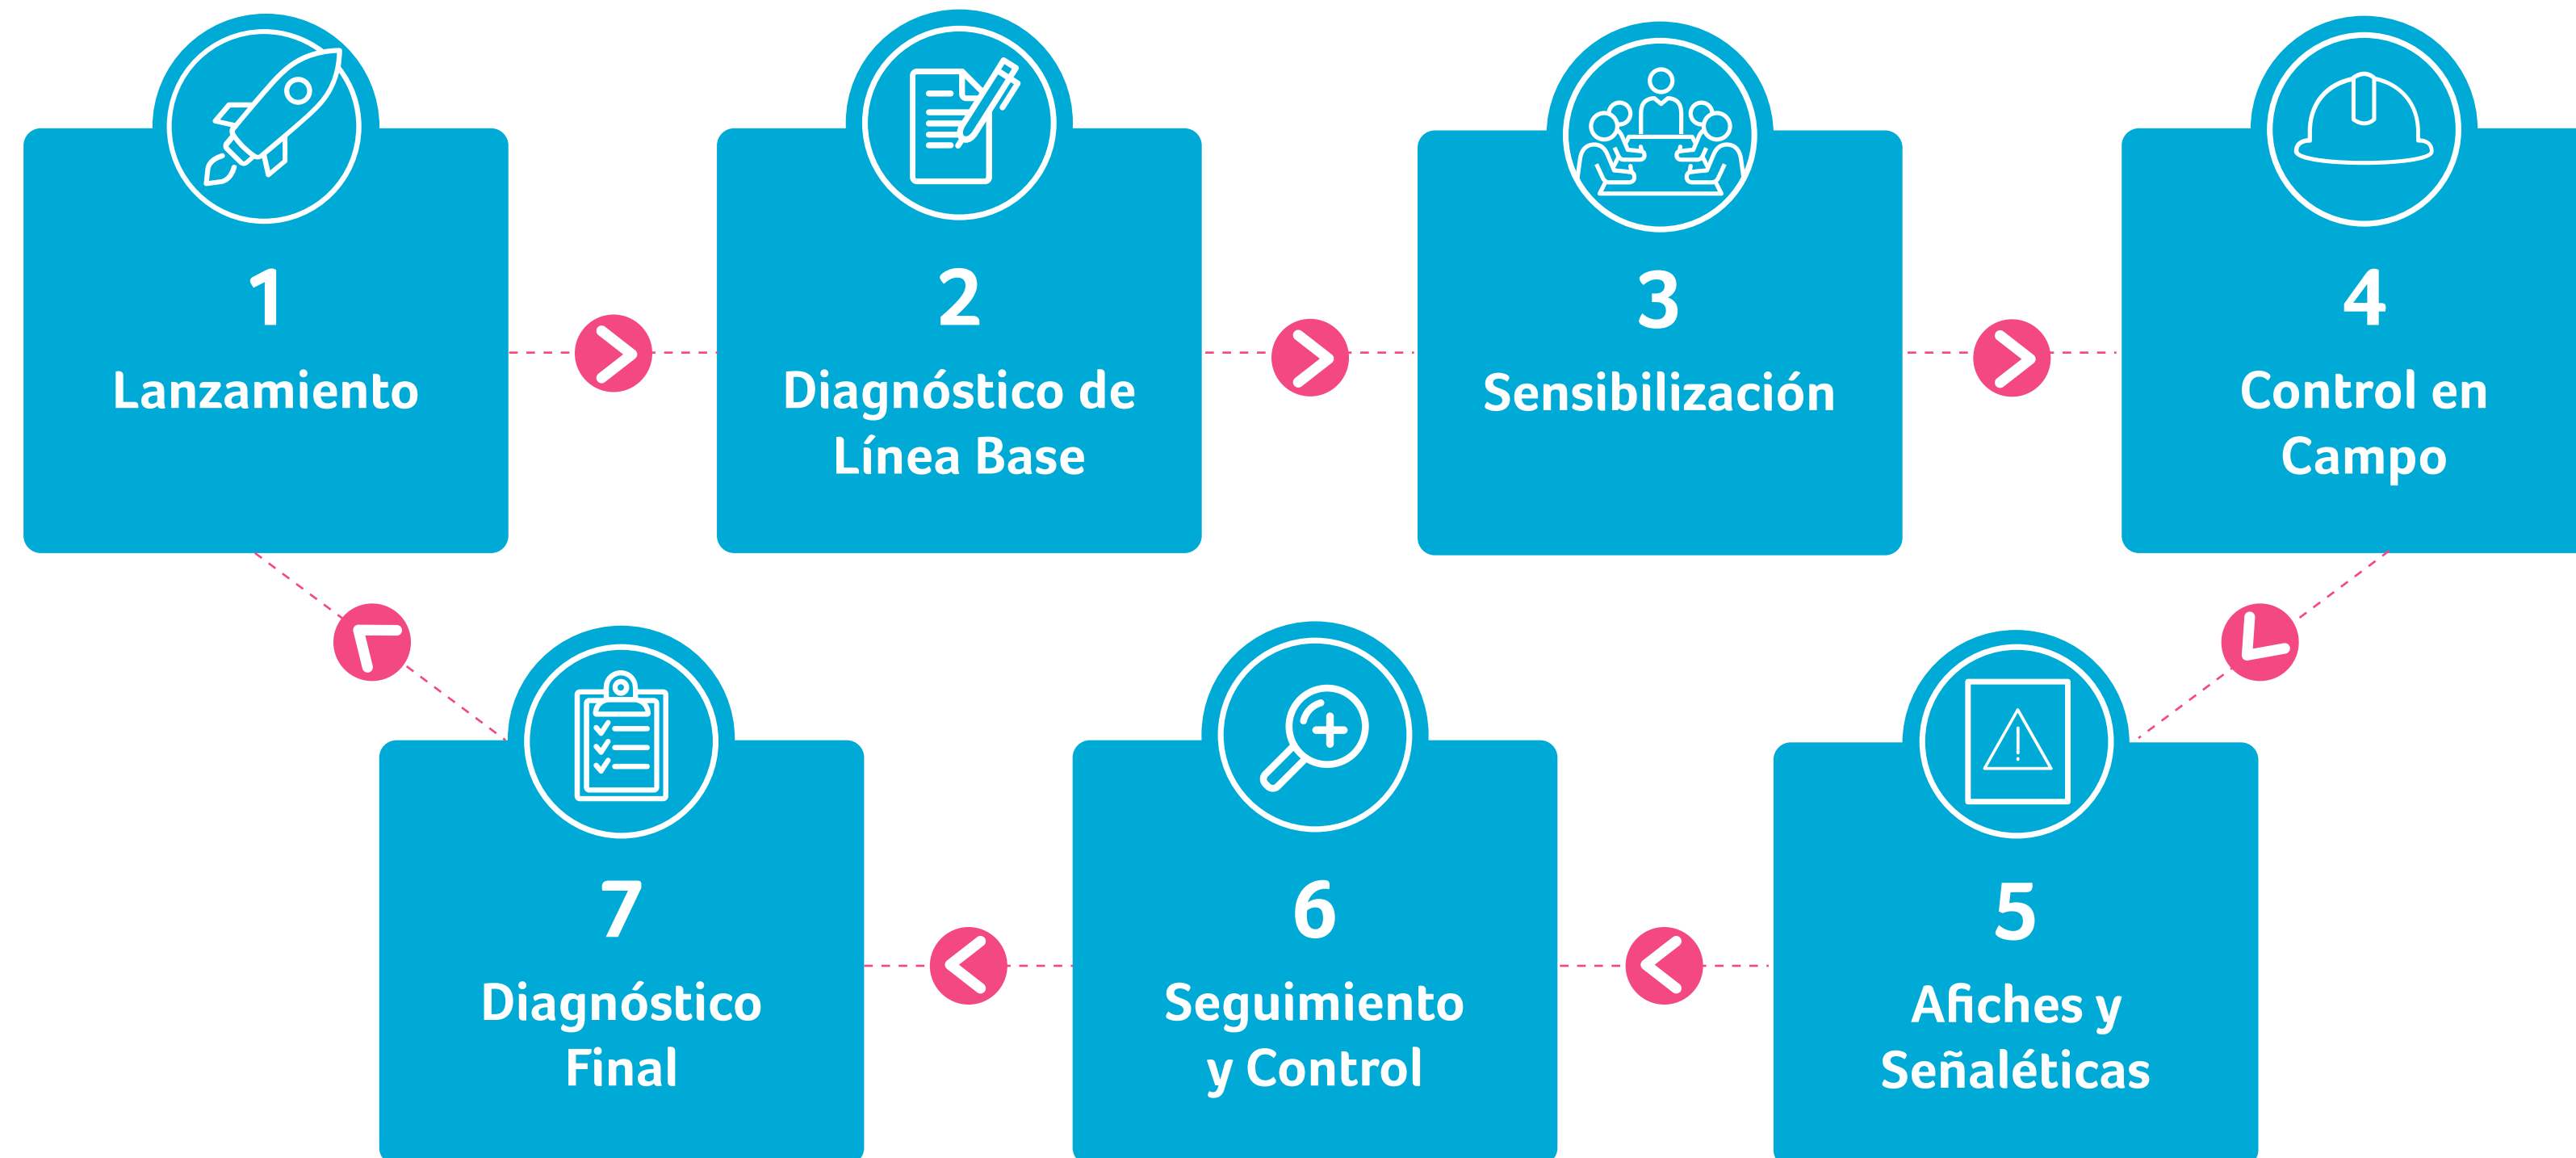 1
Lanzamiento
2
Diagnóstico de
Línea Base
3
Sensibilización
4
Control en
Campo
5
Afiches y
Señaléticas
6
Seguimiento
y Control
7
Diagnóstico
Final